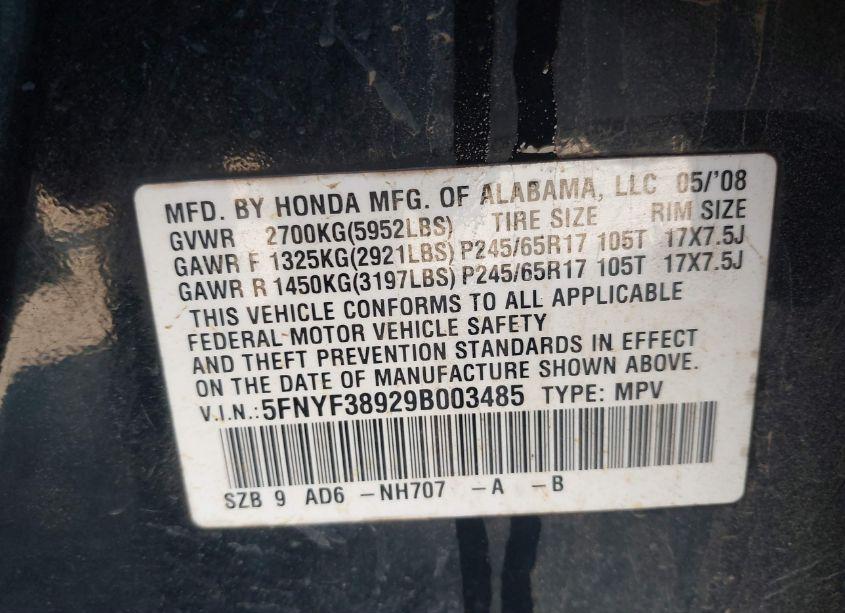 MFD. BY HONDA MFG. OF ALABAMA, LLC 05/'08
GVWR 2700KG(5952LBS) TIRE SIZE RIM SIZE
GAWR F 1325KG(2921LBS) P245/65R17 105T 17X7.5J
GAWR R 1450KG(3197LBS) P245/65R17 105T 17X7.5J
THIS VEHICLE CONFORMS TO ALL APPLICABLE
FEDERAL MOTOR VEHICLE SAFETY
AND THEFT PREVENTION STANDARDS IN EFFECT
ON THE DATE OF MANUFACTURE SHOWN ABOVE.
V.I.N.:5FNYF38929B003485 TYPE: MPV
SZB 9 AD6 -NH707 -A -B